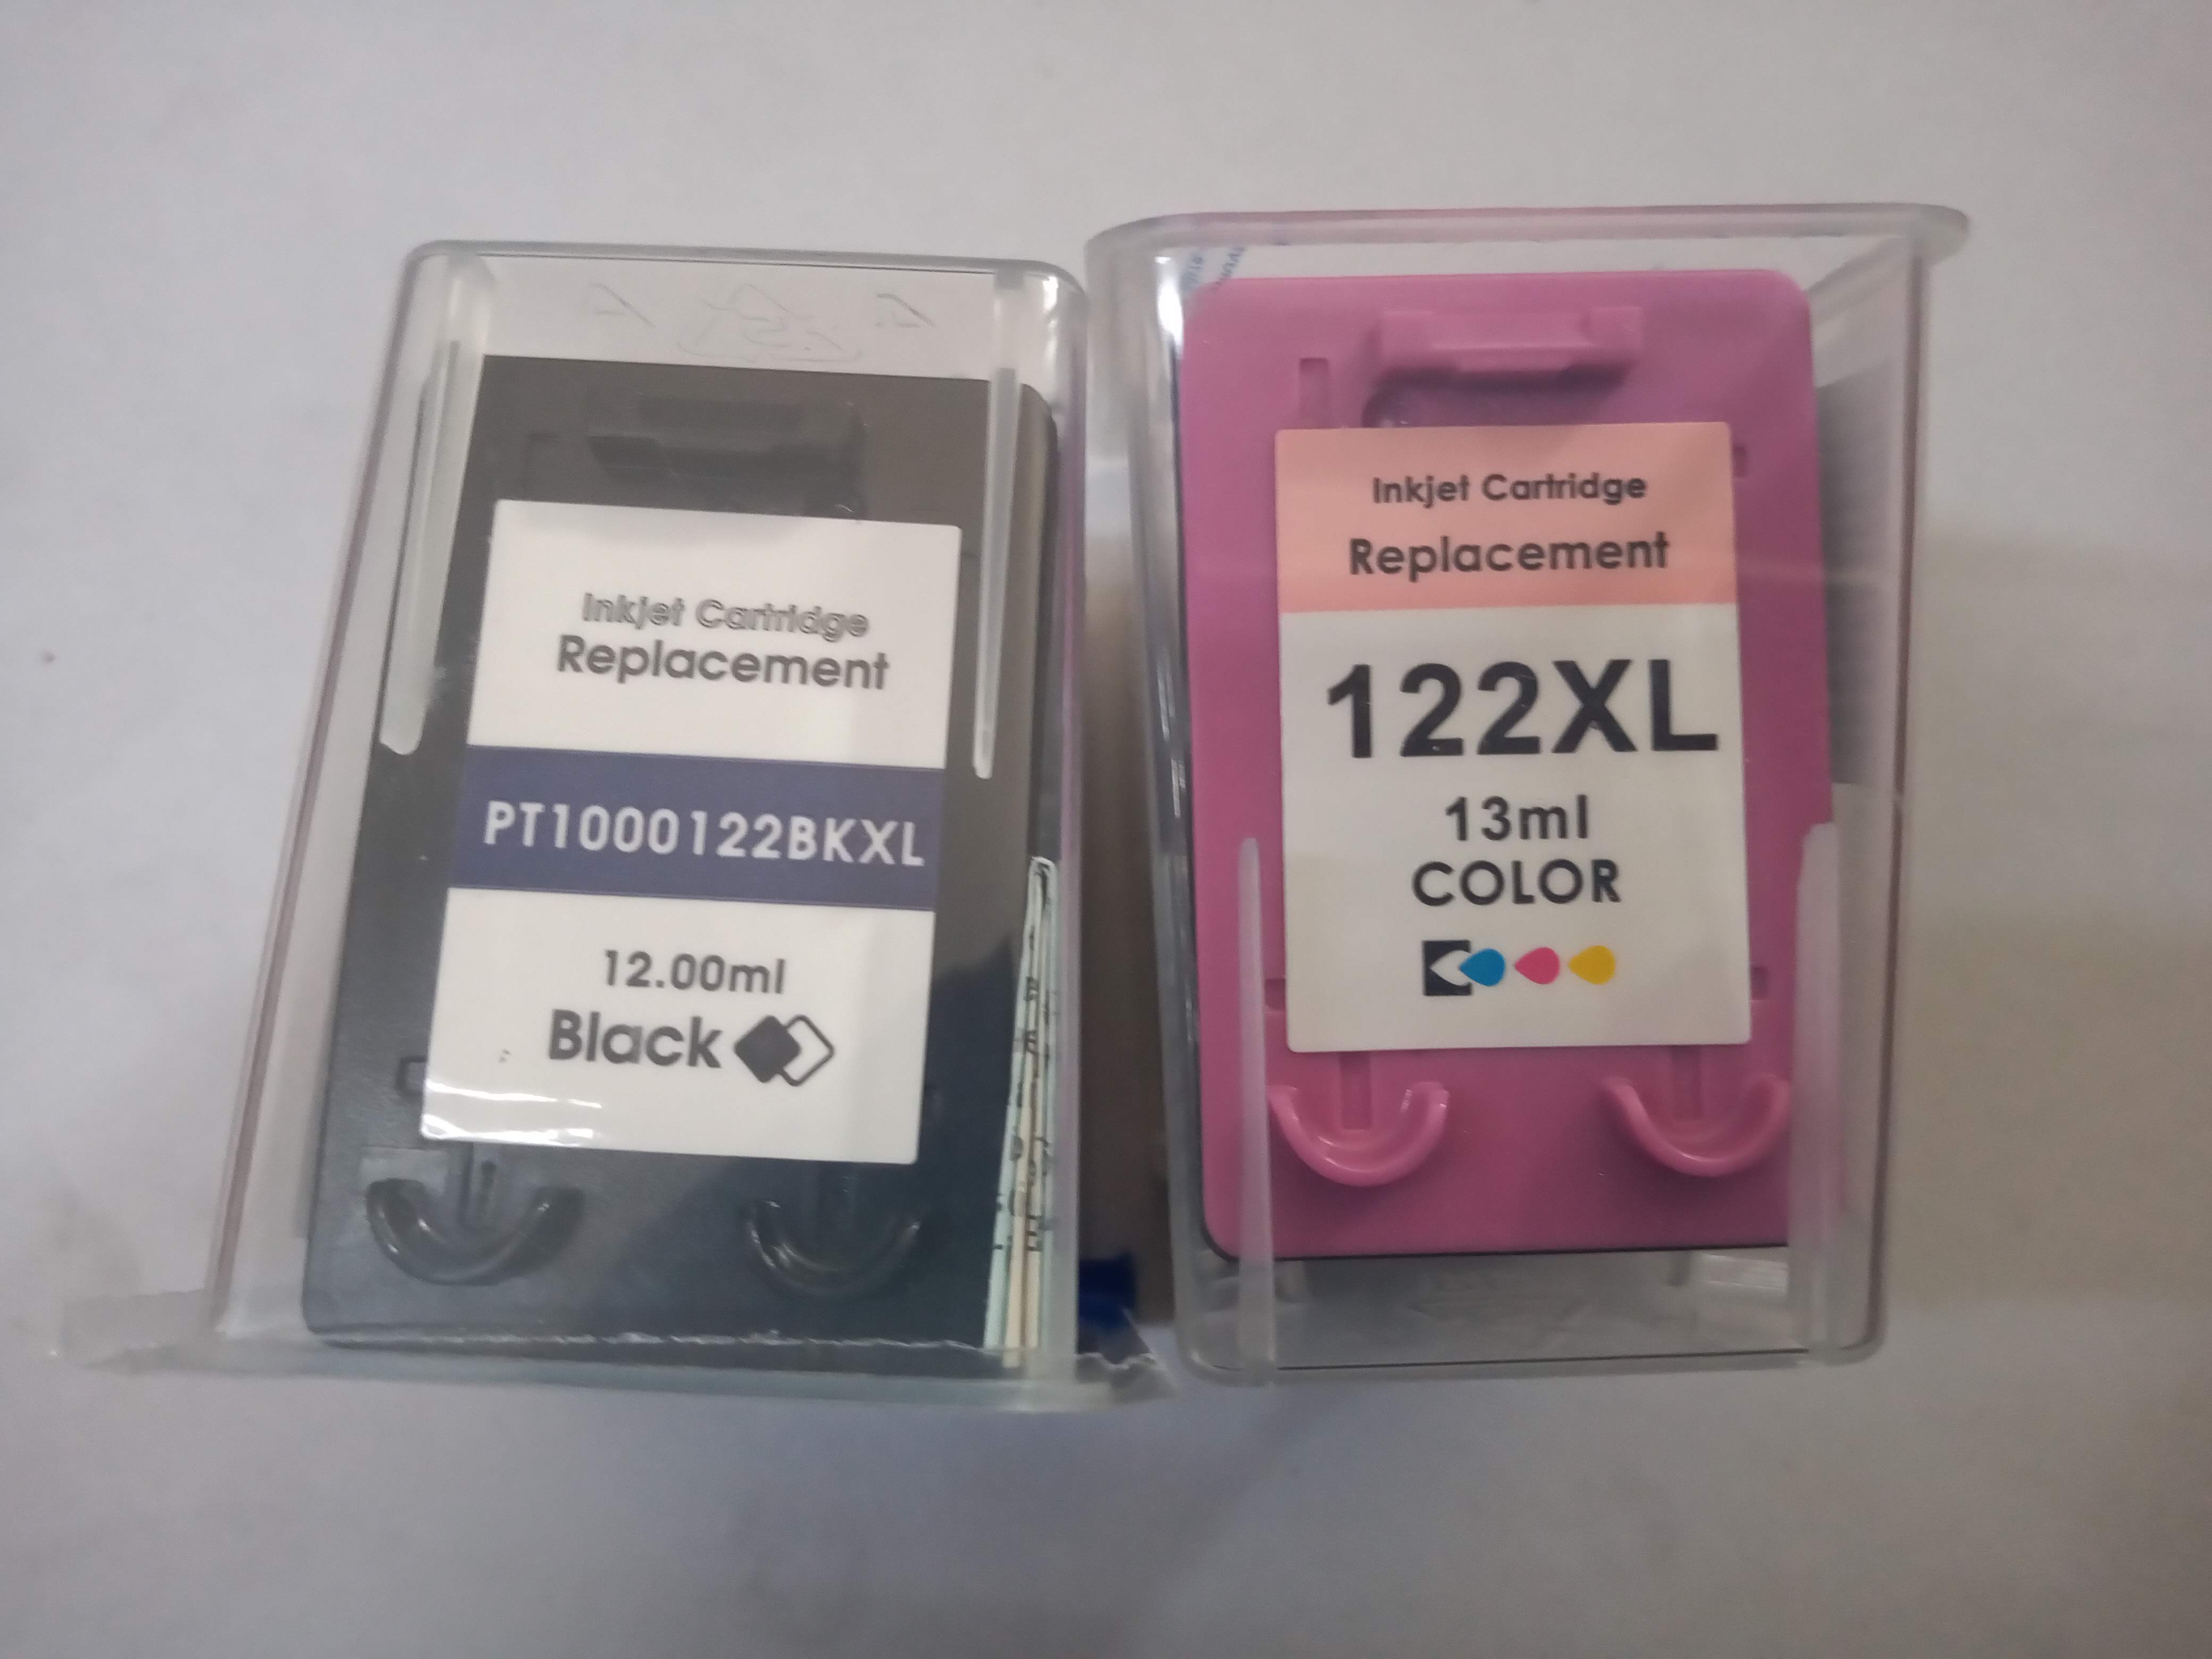 Inkjet Cartridge
Replacement
PT1000122BKXL
12.00ml
Black
Inkjet Cartridge
Replacement
122XL
13ml
COLOR